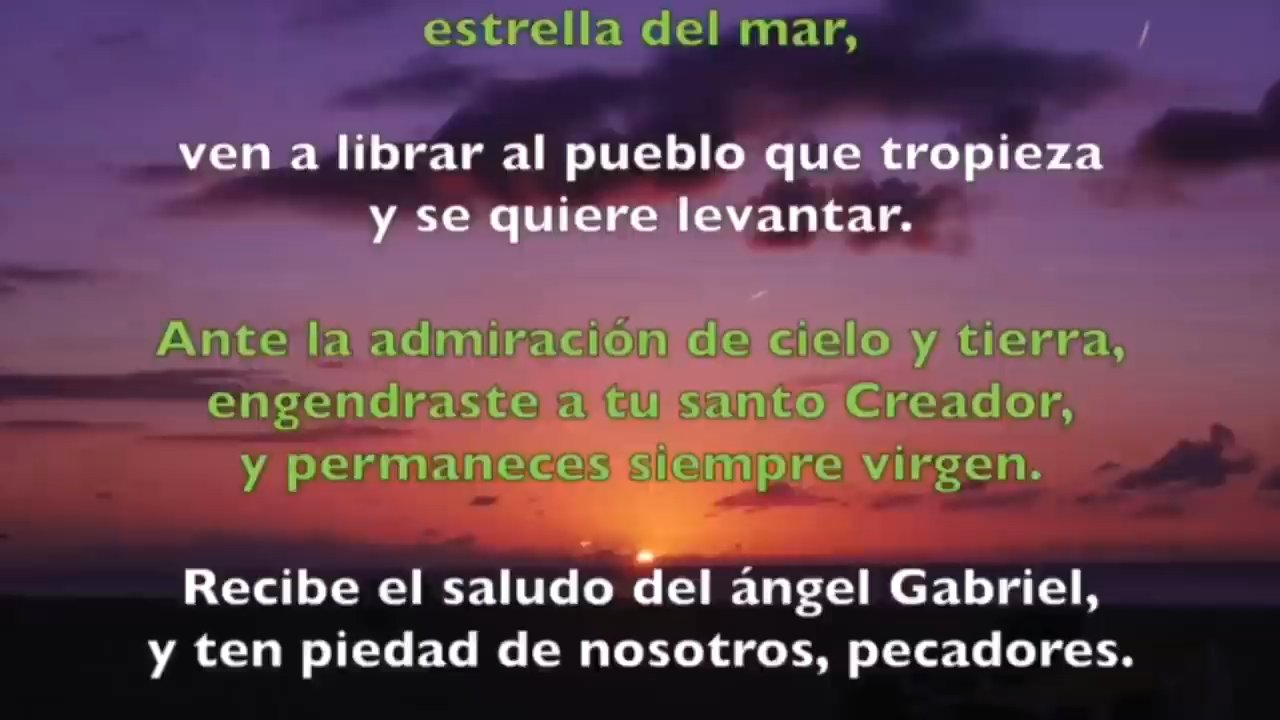 estrella del mar,
ven a librar al pueblo que tropieza
y se quiere levantar.
Ante la admiración de cielo y tierra,
engendraste a tu santo Creador,
y permaneces siempre virgen.
Recibe el saludo del ángel Gabriel,
y ten piedad de nosotros, pecadores.